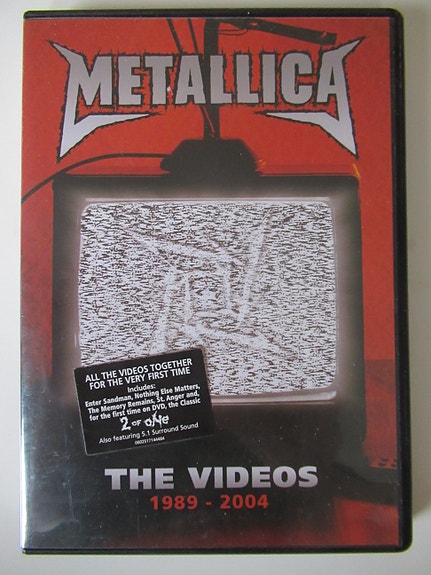 METALLICA
ALL THE VIDEOS TOGETHER
FOR THE VERY FIRST TIME
Includes:
Enter Sandman, Nothing Else Matters,
The Memory Remains, St. Anger and,
for the first time on DVD, the Classic
2 OF ONE
Also featuring 5.1 Surround Sound
0602517144404
THE VIDEOS
1989 - 2004